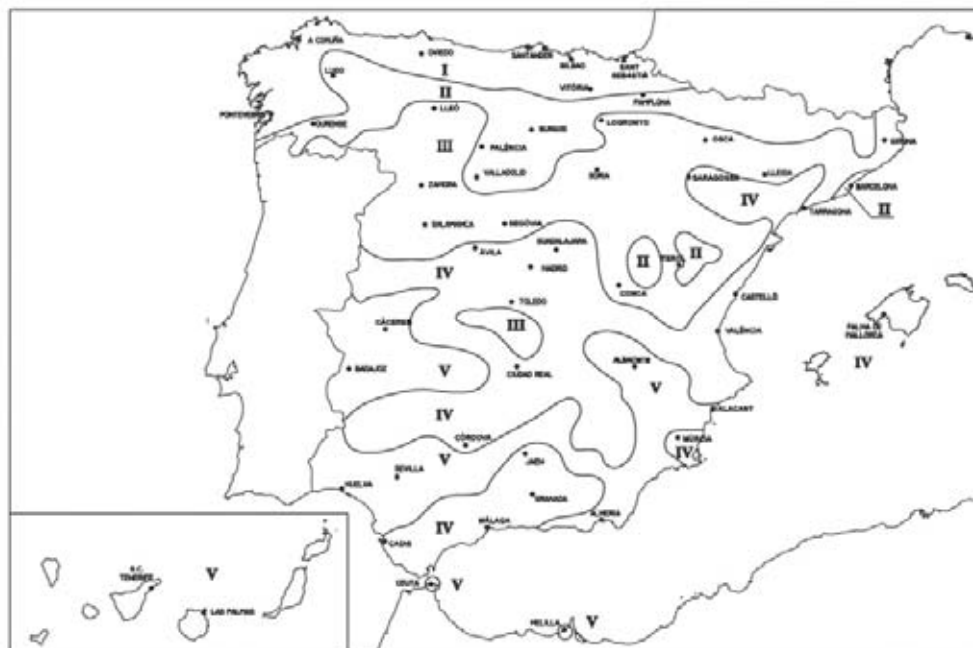 A CORUÑA
OVIEDO
SANTANDER
BILBAO
SANT SEBASTIÀ
LUGO
I
VITÒRIA
PAMPLONA
II
LLEÓ
PONTEVEDRA
OURENSE
LOGRONYO
BURGOS
OSCA
GIRONA
III
PALÈNCIA
VALLADOLID
SÒRIA
SARAGOSSA
LLEIDA
ZAMORA
BARCELONA
IV
TARRAGONA
II
SALAMANCA
SEGÒVIA
ÀVILA
GUADALAJARA
II
II
IV
MADRID
CONCA
TOLEDO
CASTELLÓ
III
CÀCERES
VALÈNCIA
PALMA DE MALLORCA
IV
BADAJOZ
V
CIUDAD REAL
V
IV
ALACANT
CÒRDOVA
MÚRCIA
IV
V
SEVILLA
JAÉN
HUELVA
GRANADA
IV
MÀLAGA
ALMERIA
CADIS
CEUTA
V
MELILLA
V
S.C. TENERIFE
V
LAS PALMAS